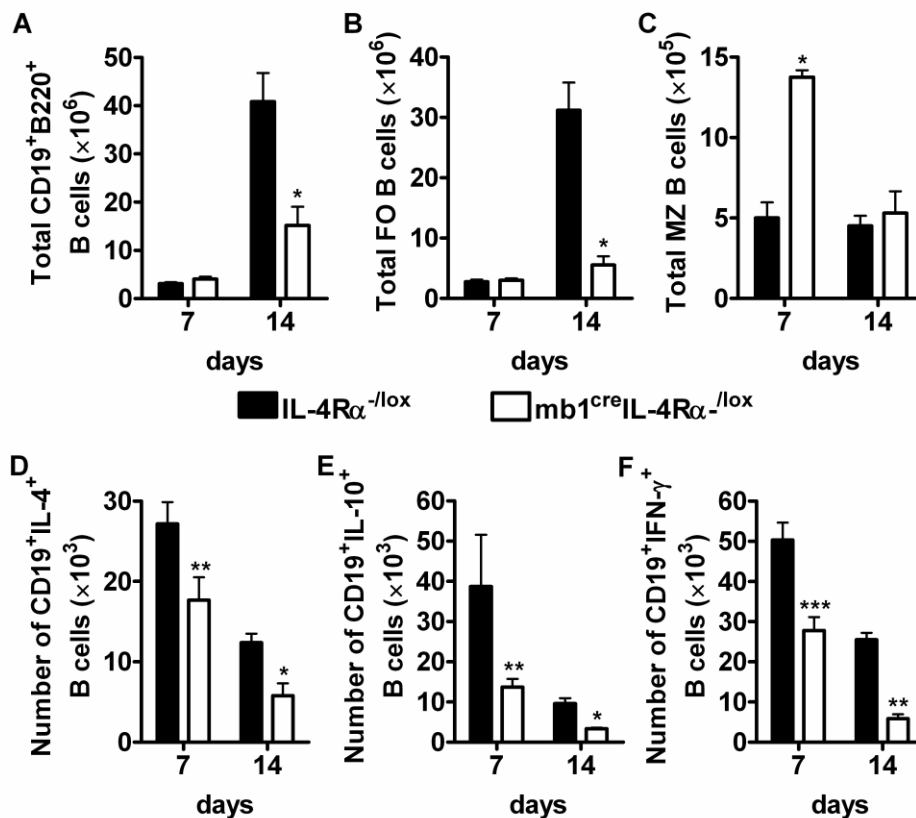 A
Total CD19⁺B220⁺
B cells (×10⁶)
50
40
30
20
10
0
7 14
days
B
Total FO B cells (×10⁶)
40
30
20
10
0
*
7 14
days
C
Total MZ B cells (×10⁵)
15
10
5
0
*
7 14
days
*
IL-4Rα⁻/ˡᵒˣ mb1ᶜʳᵉIL-4Rα-/ˡᵒˣ
D
Number of CD19⁺IL-4⁺
B cells (×10³)
30
20
10
0
** *
7 14
days
E
Number of CD19⁺IL-10⁺
B cells (×10³)
60
50
40
30
20
10
0
** *
7 14
days
F
Number of CD19⁺IFN-γ⁺
B cells (×10³)
60
50
40
30
20
10
0
*** **
7 14
days